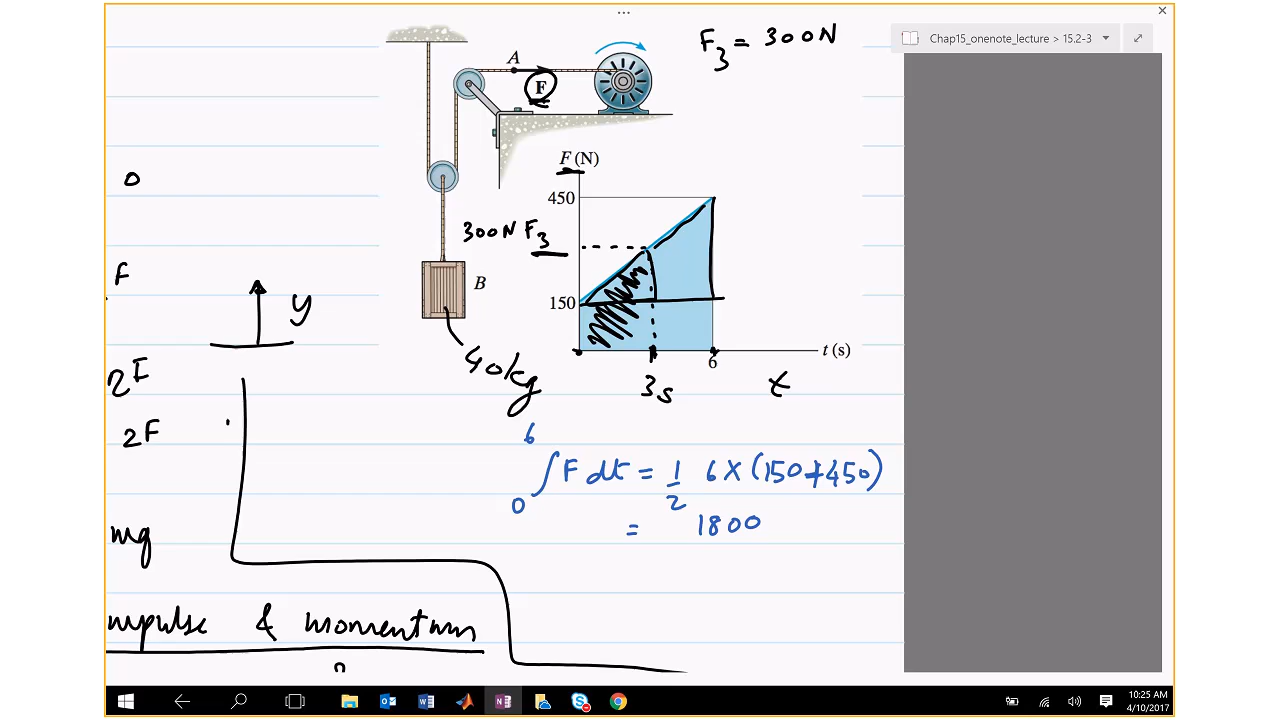 Chap15_onenote_lecture > 15.2-3
F3 = 300N
A
F
0
F (N)
450
300N F3
F
B
y
150
t (s)
6
40kg
3s
t
2F
2F
6
∫ F dt = 1/2 6 X (150+450)
0
= 1800
mg
mpulse & momentum
10:25 AM
4/10/2017